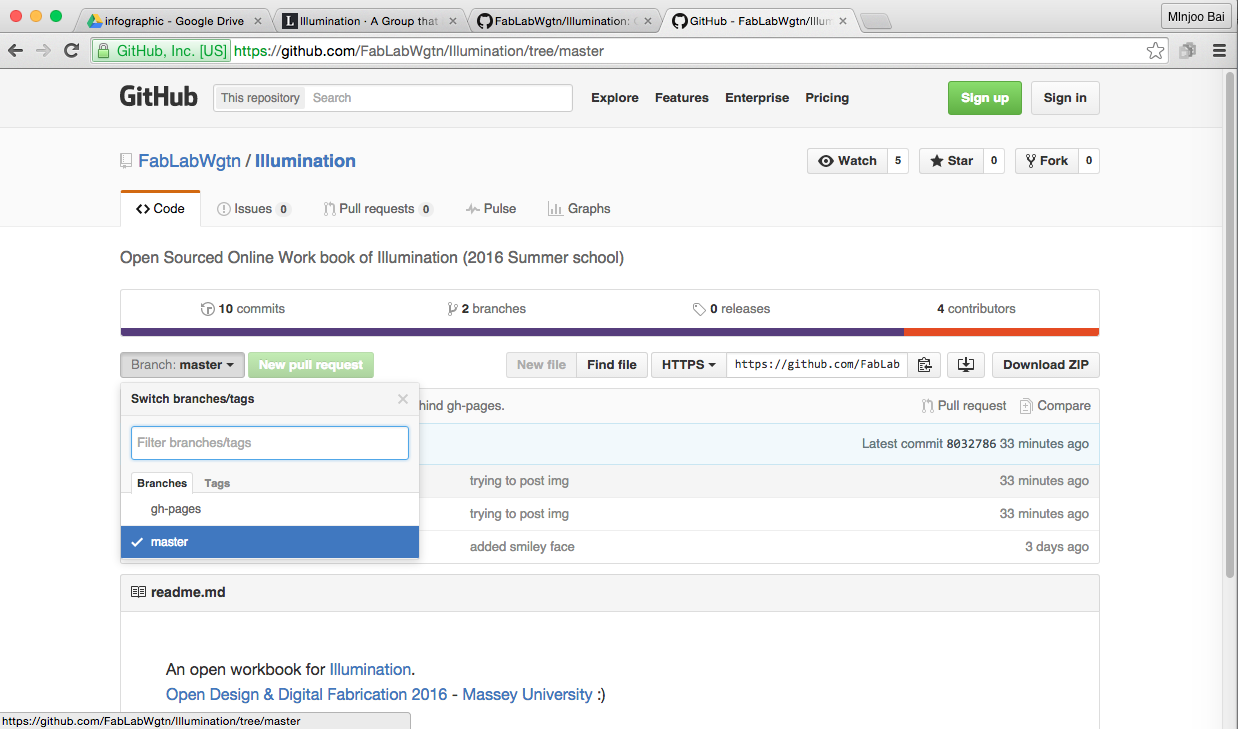 infographic - Google Drive
Illumination · A Group that
FabLabWgtn/Illumination:
GitHub - FabLabWgtn/Illum
MInjoo Bai
GitHub, Inc. [US] https://github.com/FabLabWgtn/Illumination/tree/master
GitHub This repository Search Explore Features Enterprise Pricing Sign up Sign in
FabLabWgtn / Illumination Watch 5 Star 0 Fork 0
Code Issues 0 Pull requests 0 Pulse Graphs
Open Sourced Online Work book of Illumination (2016 Summer school)
10 commits 2 branches 0 releases 4 contributors
Branch: master New pull request New file Find file HTTPS https://github.com/FabLab Download ZIP
Switch branches/tags
hind gh-pages. Pull request Compare
Filter branches/tags
Latest commit 8032786 33 minutes ago
Branches Tags
trying to post img 33 minutes ago
gh-pages
trying to post img 33 minutes ago
master
added smiley face 3 days ago
readme.md
An open workbook for Illumination.
Open Design & Digital Fabrication 2016 - Massey University :)
https://github.com/FabLabWgtn/Illumination/tree/master